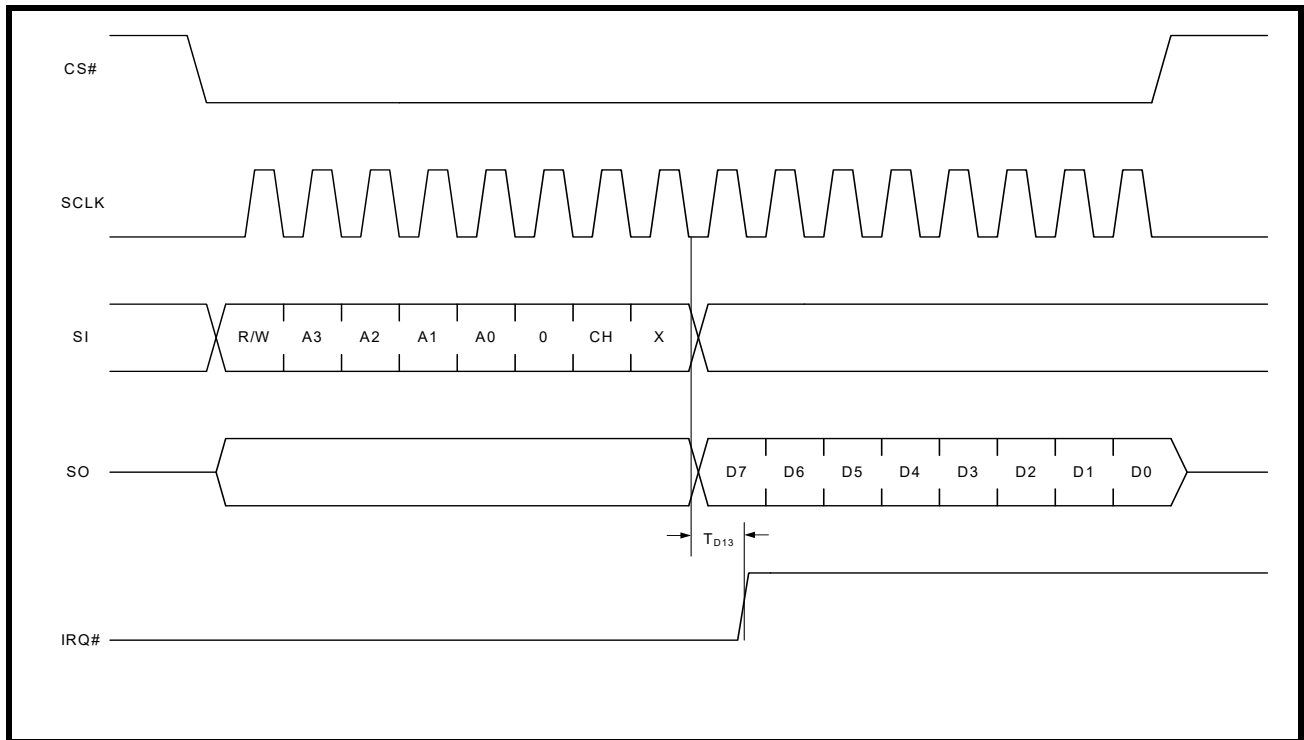 CS#
SCLK
SI
R/W A3 A2 A1 A0 0 CH X
SO
D7 D6 D5 D4 D3 D2 D1 D0
TD13
IRQ#